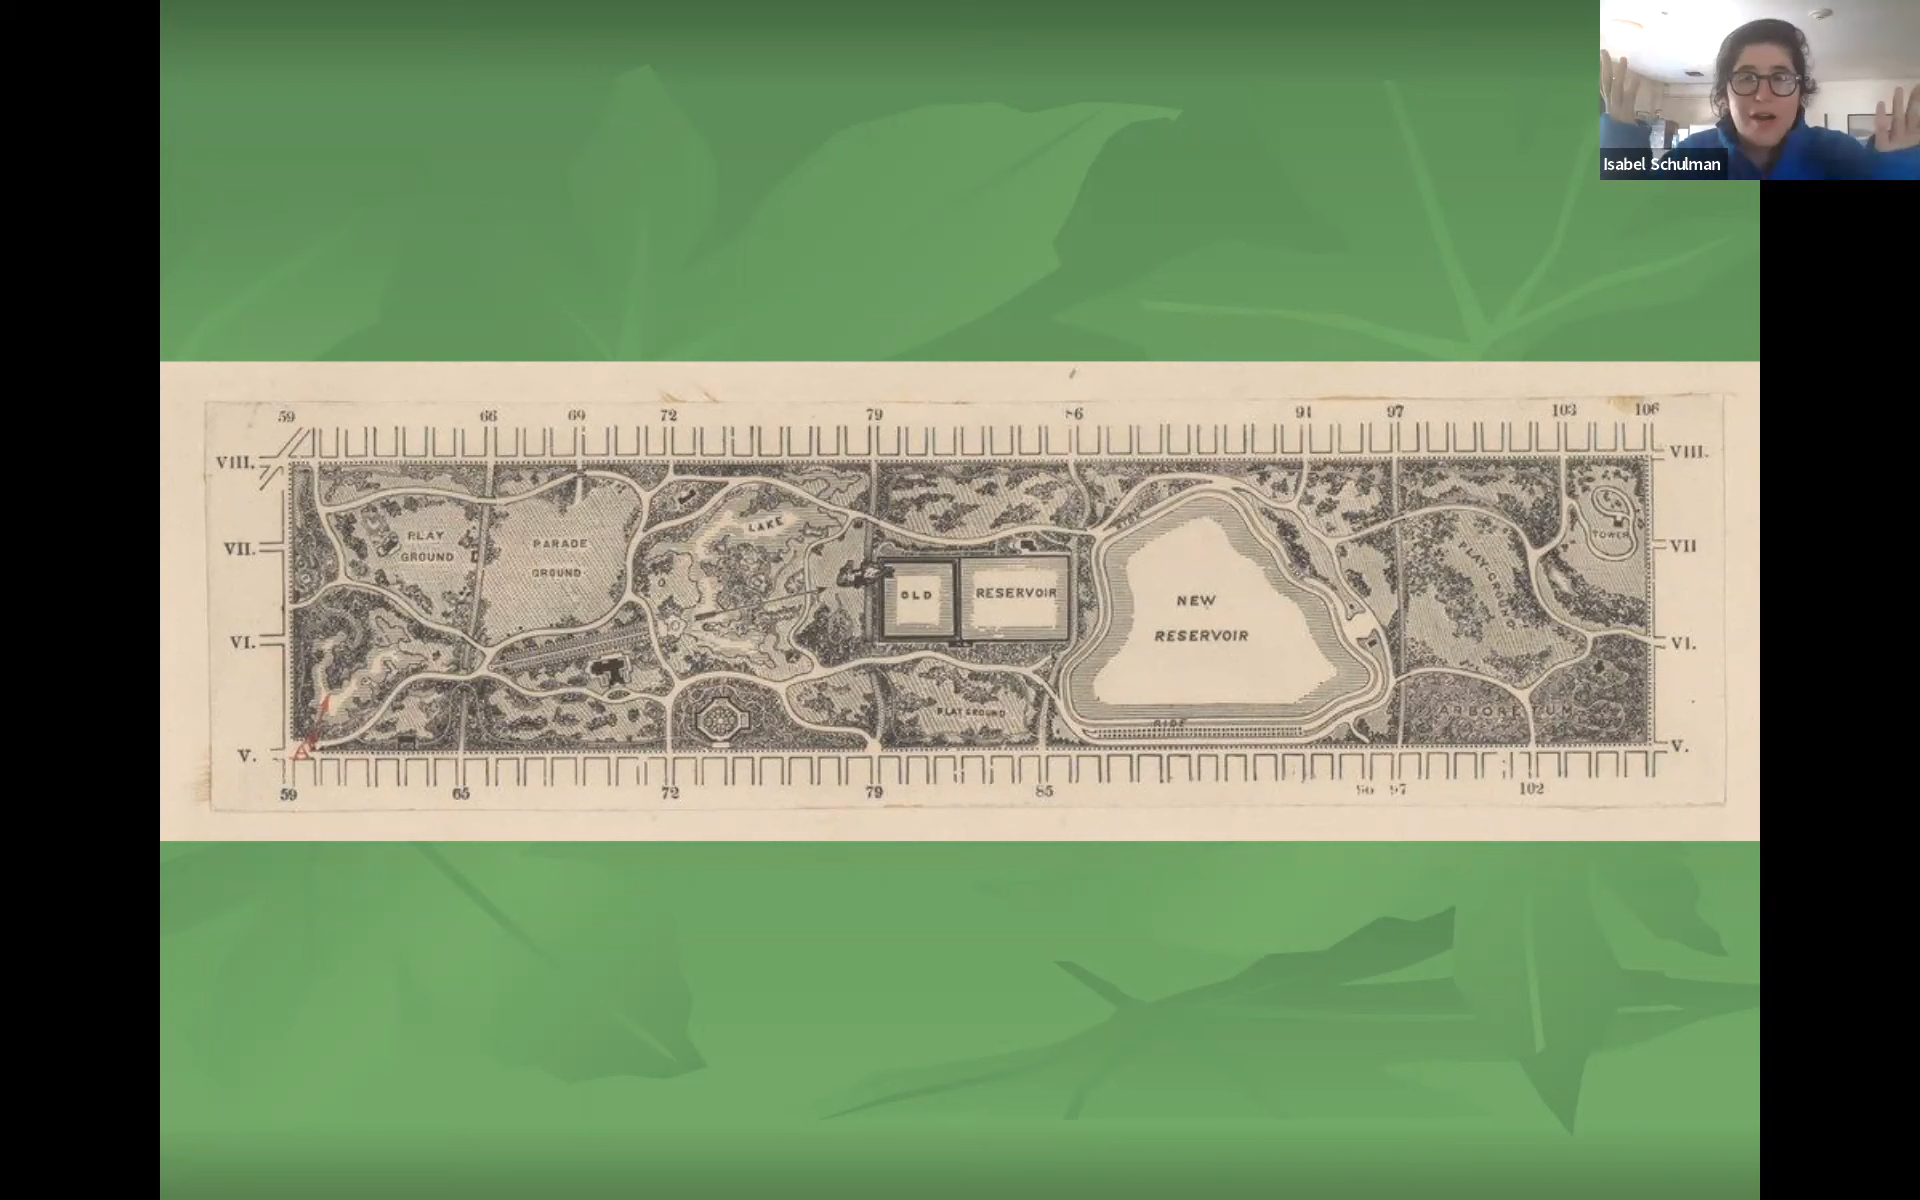 Isabel Schulman
59 66 69 72 79 86 91 97 103 106
VIII. VIII.
LAKE
RIDE
PLAY
GROUND
PARADE
GROUND
TOWER
VII. VII
PLAY-GROUND
OLD RESERVOIR
NEW
RESERVOIR
VI. VI.
PLAYGROUND
ARBORETUM
RIDE
A
V. V.
59 65 72 79 85 96 97 102